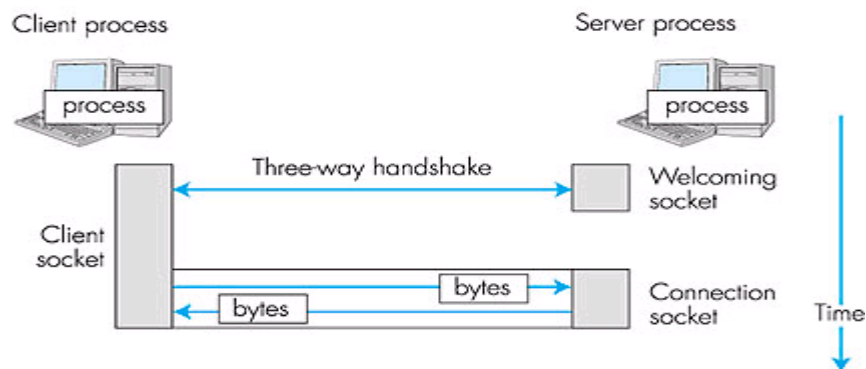 Client process
Server process
process
process
Three-way handshake
Welcoming
socket
Client
socket
bytes
bytes
Connection
socket
Time